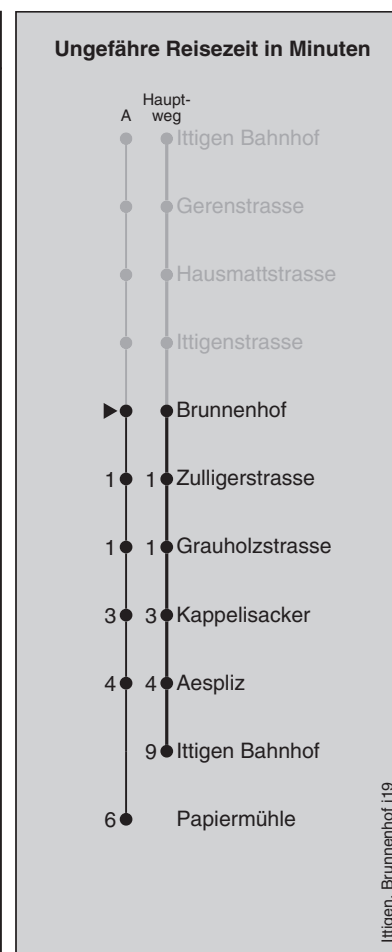 Ungefähre Reisezeit in Minuten
A Haupt-
weg
Ittigen Bahnhof
Gerenstrasse
Hausmattstrasse
Ittigenstrasse
Brunnenhof
1 1 Zulligerstrasse
1 1 Grauholzstrasse
3 3 Kappelisacker
4 4 Aespliz
9 Ittigen Bahnhof
6 Papiermühle
Ittigen, Brunnenhof j19